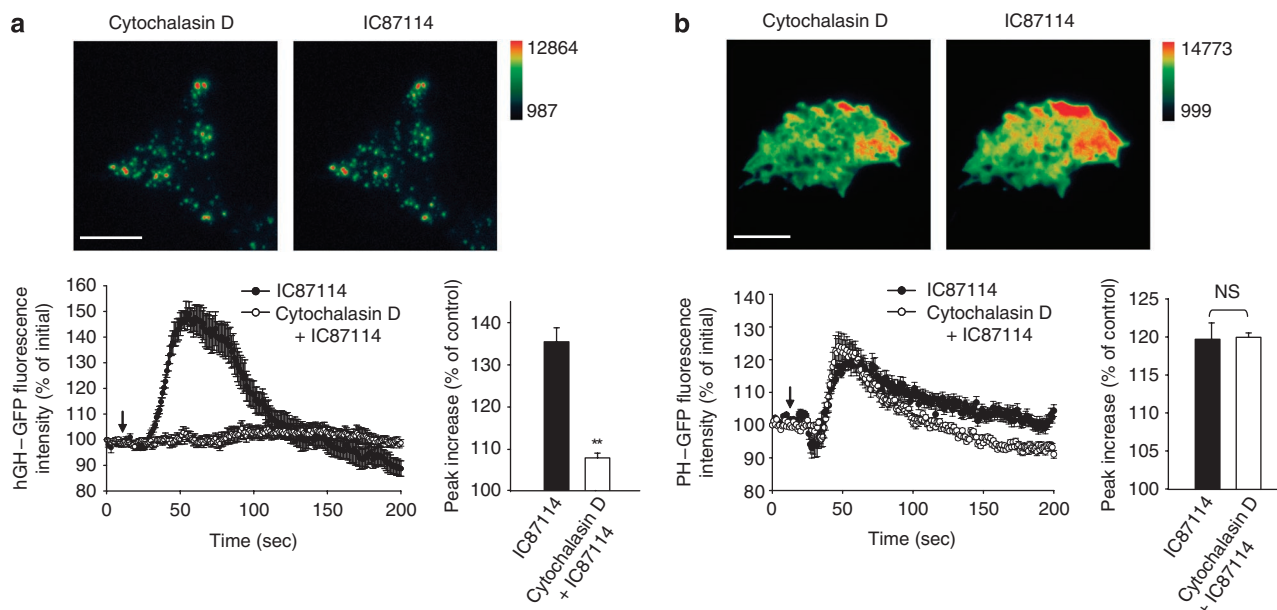 a
Cytochalasin D
IC87114
12864
987
hGH–GFP fluorescence
intensity (% of initial)
160
150
140
130
120
110
100
90
80
0
50
100
150
200
Time (sec)
IC87114
Cytochalasin D
+ IC87114
Peak increase (% of control)
140
130
120
110
100
**
IC87114
Cytochalasin D
+ IC87114
b
Cytochalasin D
IC87114
14773
999
PH–GFP fluorescence
intensity (% of initial)
140
130
120
110
100
90
80
0
50
100
150
200
Time (sec)
IC87114
Cytochalasin D
+ IC87114
Peak increase (% of control)
125
120
115
110
105
100
NS
IC87114
Cytochalasin D
+ IC87114